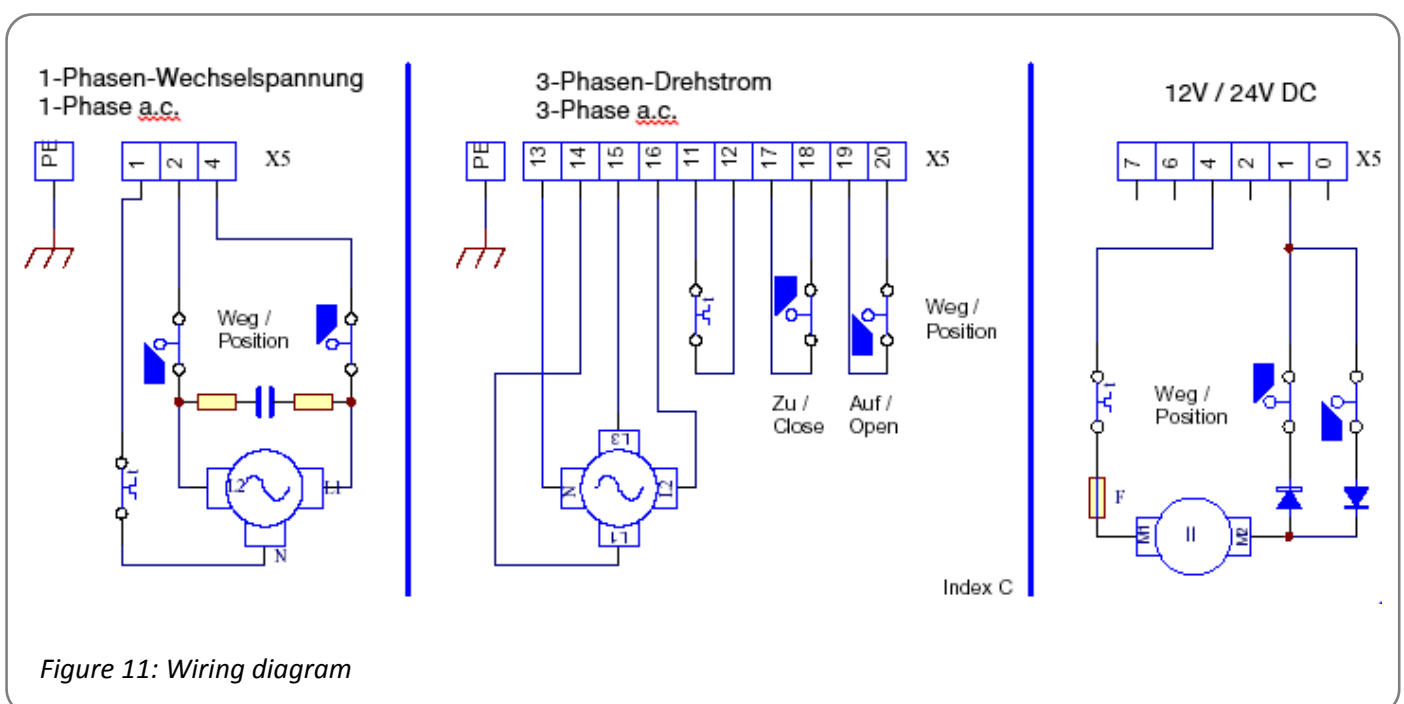 1-Phasen-Wechselspannung
1-Phase a.c.
PE
1 2 4
X5
Weg /
Position
t
L2
L1
N
3-Phasen-Drehstrom
3-Phase a.c.
PE
13 14 15 16 11 12 17 18 19 20
X5
t
Weg /
Position
Zu /
Close
Auf /
Open
L3
N
L2
L1
Index C
12V / 24V DC
7 6 4 2 1 0
X5
t
Weg /
Position
F
M1
II
M2
Figure 11: Wiring diagram